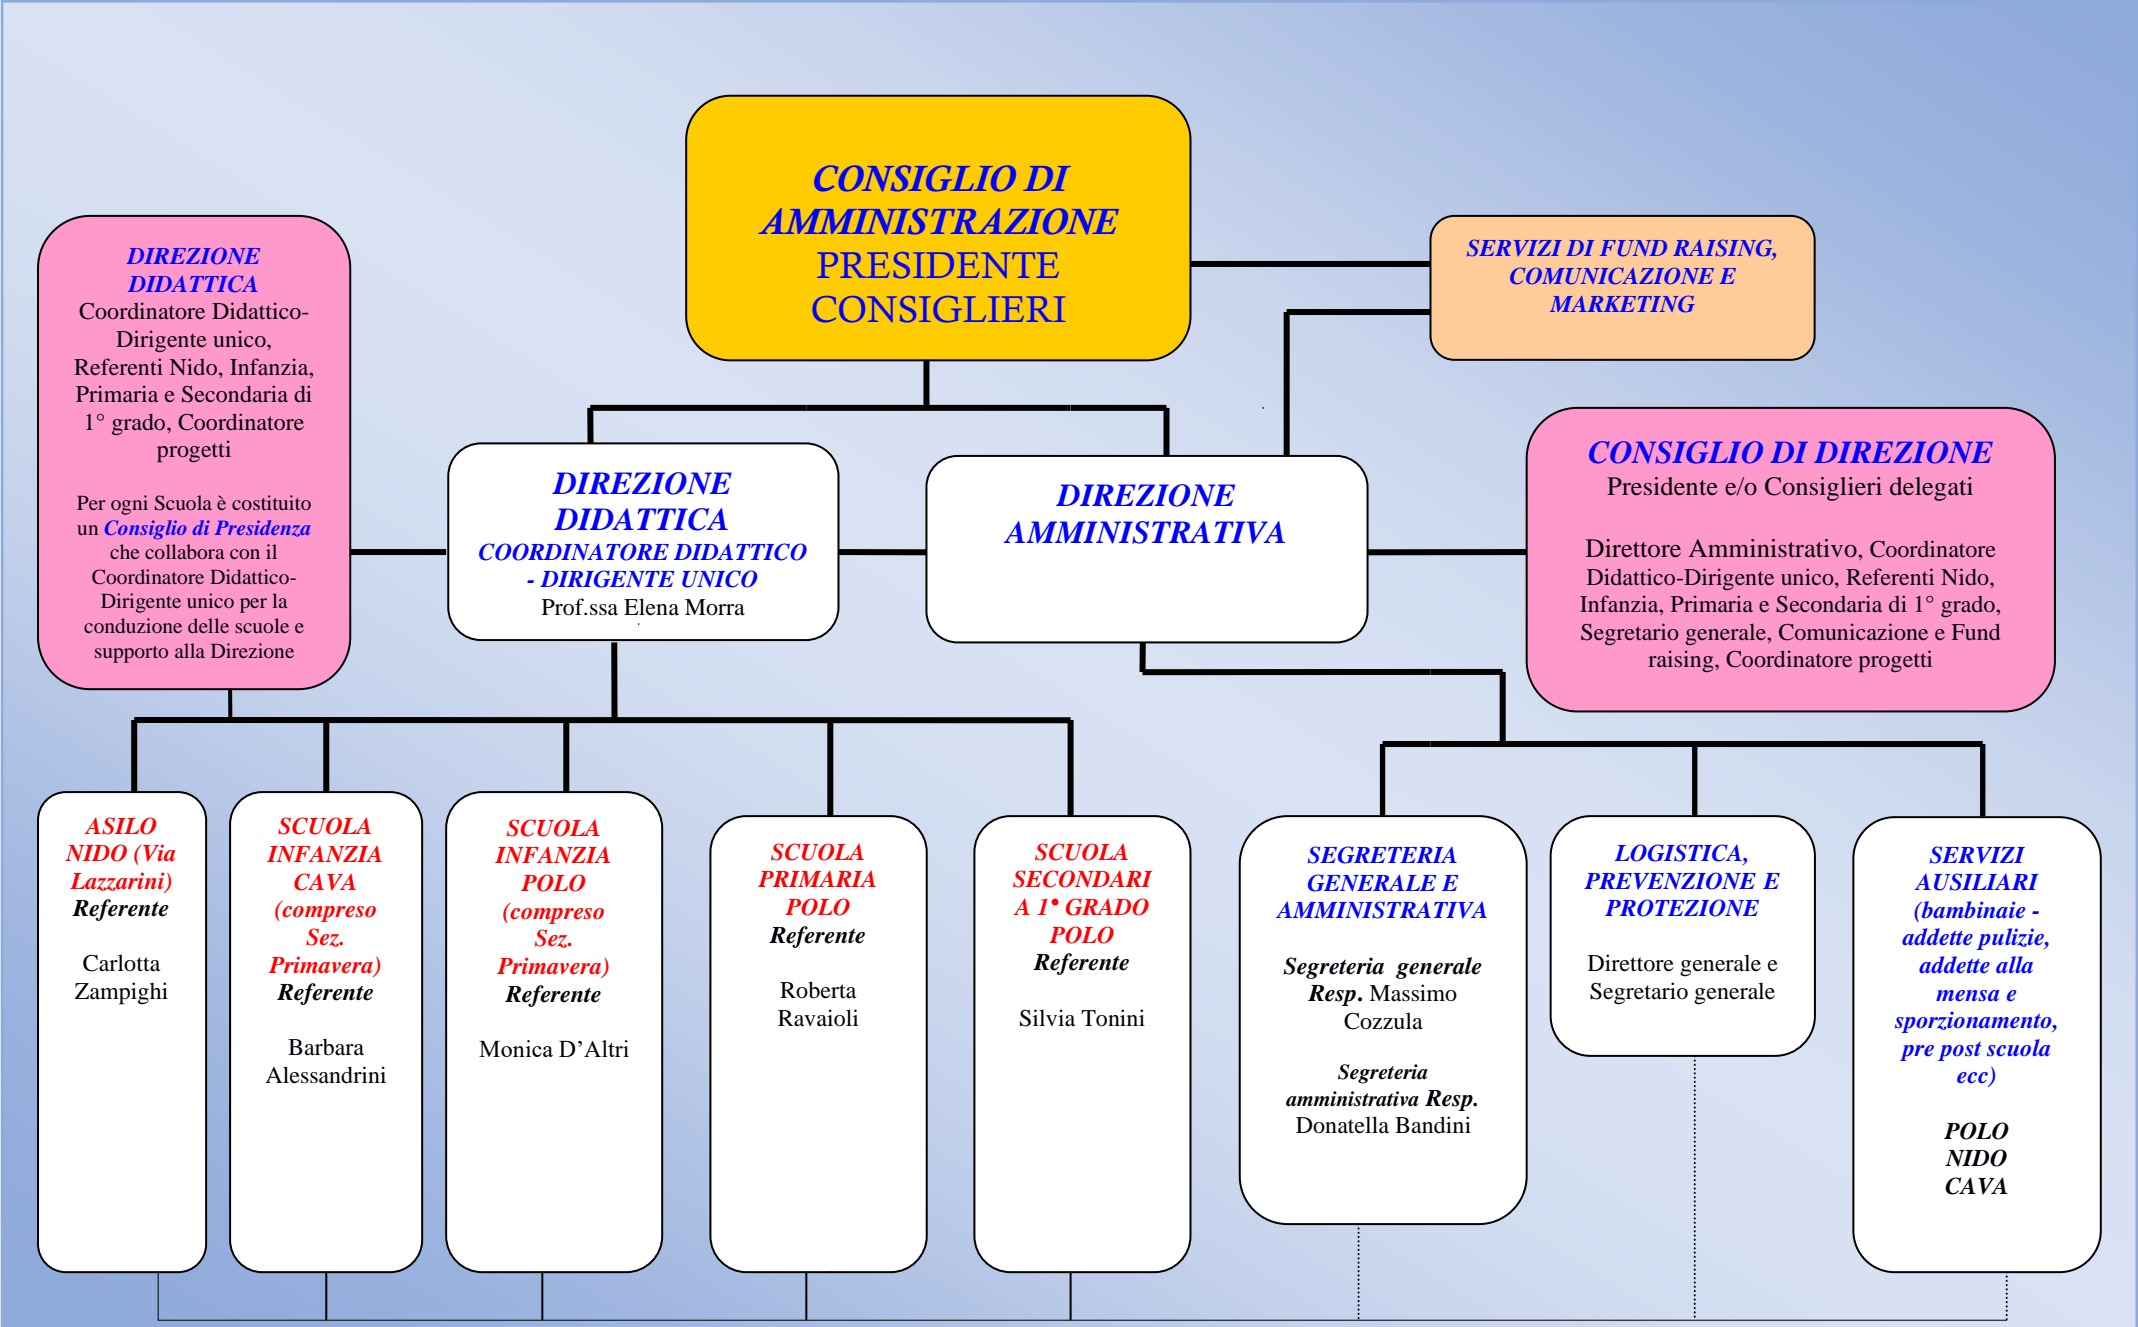 CONSIGLIO DI
AMMINISTRAZIONE
PRESIDENTE
CONSIGLIERI
SERVIZI DI FUND RAISING,
COMUNICAZIONE E
MARKETING
DIREZIONE
DIDATTICA
Coordinatore Didattico-
Dirigente unico,
Referenti Nido, Infanzia,
Primaria e Secondaria di
1° grado, Coordinatore
progetti
Per ogni Scuola è costituito
un Consiglio di Presidenza
che collabora con il
Coordinatore Didattico-
Dirigente unico per la
conduzione delle scuole e
supporto alla Direzione
DIREZIONE
DIDATTICA
COORDINATORE DIDATTICO
- DIRIGENTE UNICO
Prof.ssa Elena Morra
DIREZIONE
AMMINISTRATIVA
CONSIGLIO DI DIREZIONE
Presidente e/o Consiglieri delegati
Direttore Amministrativo, Coordinatore
Didattico-Dirigente unico, Referenti Nido,
Infanzia, Primaria e Secondaria di 1° grado,
Segretario generale, Comunicazione e Fund
raising, Coordinatore progetti
ASILO
NIDO (Via
Lazzarini)
Referente
Carlotta
Zampighi
SCUOLA
INFANZIA
CAVA
(compreso
Sez.
Primavera)
Referente
Barbara
Alessandrini
SCUOLA
INFANZIA
POLO
(compreso
Sez.
Primavera)
Referente
Monica D’Altri
SCUOLA
PRIMARIA
POLO
Referente
Roberta
Ravaioli
SCUOLA
SECONDARI
A 1° GRADO
POLO
Referente
Silvia Tonini
SEGRETERIA
GENERALE E
AMMINISTRATIVA
Segreteria generale
Resp. Massimo
Cozzula
Segreteria
amministrativa Resp.
Donatella Bandini
LOGISTICA,
PREVENZIONE E
PROTEZIONE
Direttore generale e
Segretario generale
SERVIZI
AUSILIARI
(bambinaie -
addette pulizie,
addette alla
mensa e
sporzionamento,
pre post scuola
ecc)
POLO
NIDO
CAVA